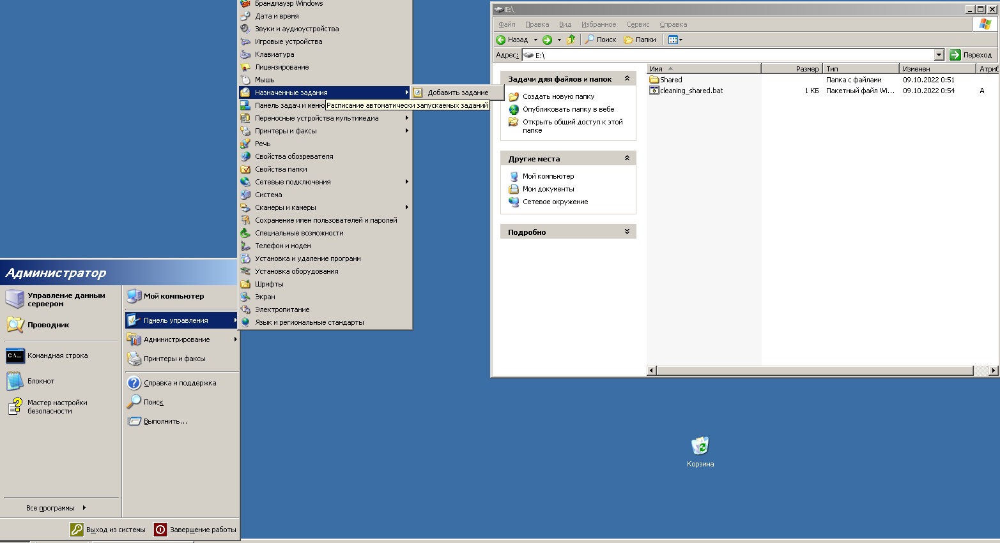 Брандмауэр Windows
Дата и время
Звуки и аудиоустройства
Игровые устройства
Клавиатура
Лицензирование
Мышь
Назначенные задания
Добавить задание
Панель задач и меню
Расписание автоматически запускаемых заданий
Переносные устройства мультимедиа
Принтеры и факсы
Речь
Свойства обозревателя
Свойства папки
Сетевые подключения
Система
Сканеры и камеры
Сохранение имен пользователей и паролей
Специальные возможности
Телефон и модем
Установка и удаление программ
Установка оборудования
Шрифты
Экран
Электропитание
Язык и региональные стандарты
Администратор
Управление данным
сервером
Проводник
C:\_
Командная строка
Блокнот
Мастер настройки
безопасности
Все программы
Мой компьютер
Панель управления
Администрирование
Принтеры и факсы
Справка и поддержка
Поиск
Выполнить...
Выход из системы
Завершение работы
E:\
Файл Правка Вид Избранное Сервис Справка
Назад Поиск Папки
Адрес: E:\ Переход
Задачи для файлов и папок
Создать новую папку
Опубликовать папку в вебе
Открыть общий доступ к этой
папке
Другие места
Мой компьютер
Мои документы
Сетевое окружение
Подробно
Имя Размер Тип Изменен Атриб
Shared Папка с файлами 09.10.2022 0:51
cleaning_shared.bat 1 КБ Пакетный файл Wi... 09.10.2022 0:54 A
Корзина